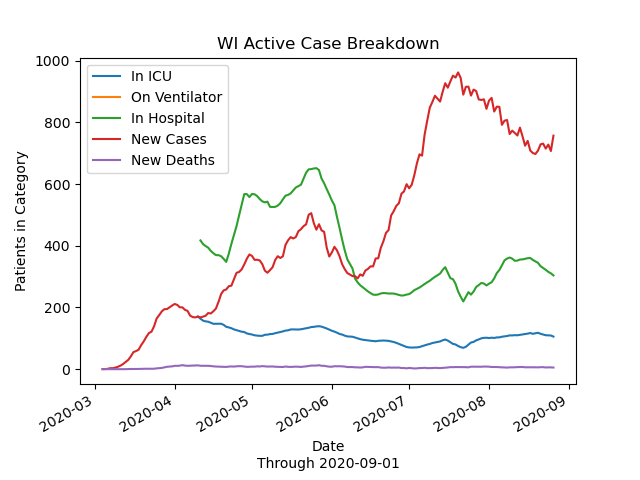 WI Active Case Breakdown
1000
800
600
400
200
0
Patients in Category
In ICU
On Ventilator
In Hospital
New Cases
New Deaths
2020-03
2020-04
2020-05
2020-06
2020-07
2020-08
2020-09
Date
Through 2020-09-01